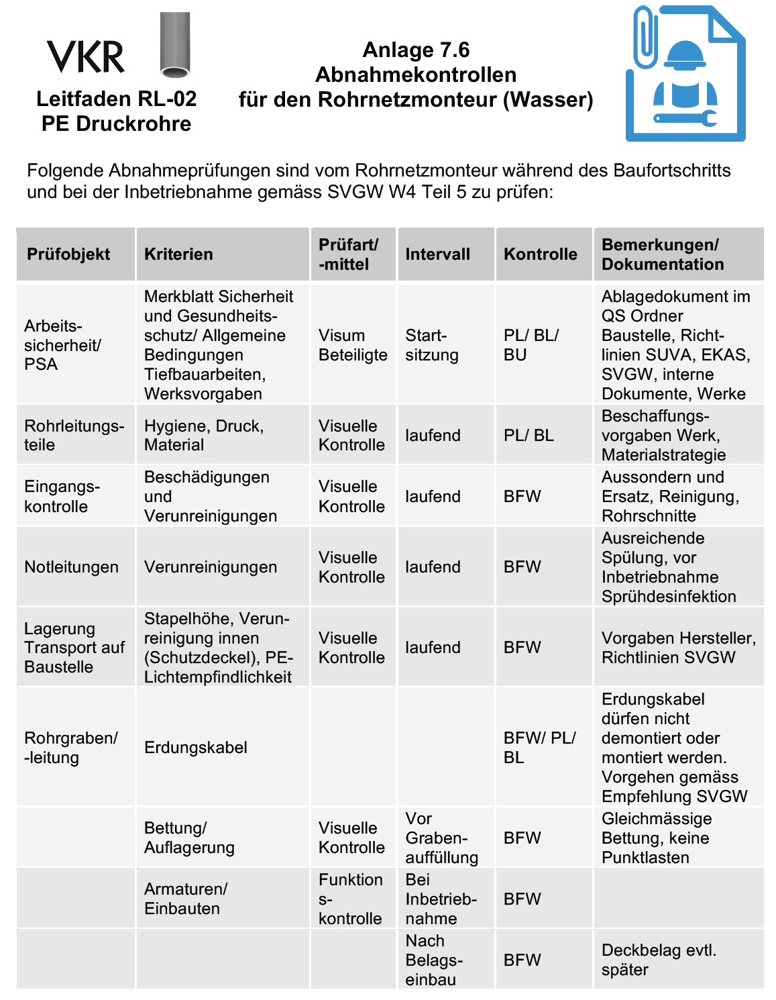 VKR
Leitfaden RL-02
PE Druckrohre
Anlage 7.6
Abnahmekontrollen
für den Rohrnetzmonteur (Wasser)
Folgende Abnahmeprüfungen sind vom Rohrnetzmonteur während des Baufortschritts
und bei der Inbetriebnahme gemäss SVGW W4 Teil 5 zu prüfen:
Prüfobjekt
Kriterien
Prüfart/
-mittel
Intervall
Kontrolle
Bemerkungen/
Dokumentation
Arbeits-
sicherheit/
PSA
Merkblatt Sicherheit
und Gesundheits-
schutz/ Allgemeine
Bedingungen
Tiefbauarbeiten,
Werksvorgaben
Visum
Beteiligte
Start-
sitzung
PL/ BL/
BU
Ablagedokument im
QS Ordner
Baustelle, Richt-
linien SUVA, EKAS,
SVGW, interne
Dokumente, Werke
Rohrleitungs-
teile
Hygiene, Druck,
Material
Visuelle
Kontrolle
laufend
PL/ BL
Beschaffungs-
vorgaben Werk,
Materialstrategie
Eingangs-
kontrolle
Beschädigungen
und
Verunreinigungen
Visuelle
Kontrolle
laufend
BFW
Aussondern und
Ersatz, Reinigung,
Rohrschnitte
Notleitungen
Verunreinigungen
Visuelle
Kontrolle
laufend
BFW
Ausreichende
Spülung, vor
Inbetriebnahme
Sprühdesinfektion
Lagerung
Transport auf
Baustelle
Stapelhöhe, Verun-
reinigung innen
(Schutzdeckel), PE-
Lichtempfindlichkeit
Visuelle
Kontrolle
laufend
BFW
Vorgaben Hersteller,
Richtlinien SVGW
Rohrgraben/
-leitung
Erdungskabel
BFW/ PL/
BL
Erdungskabel
dürfen nicht
demontiert oder
montiert werden.
Vorgehen gemäss
Empfehlung SVGW
Bettung/
Auflagerung
Visuelle
Kontrolle
Vor
Graben-
auffüllung
BFW
Gleichmässige
Bettung, keine
Punktlasten
Armaturen/
Einbauten
Funktion
s-
kontrolle
Bei
Inbetrieb-
nahme
BFW
Nach
Belags-
einbau
BFW
Deckbelag evtl.
später